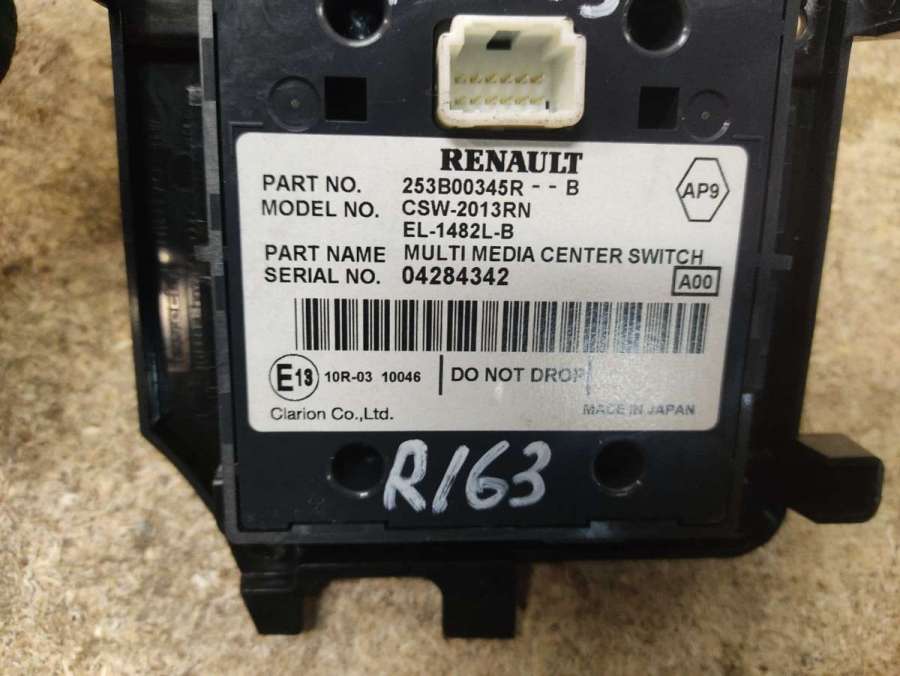 RENAULT
PART NO. 253B00345R -- B
AP9
MODEL NO. CSW-2013RN
EL-1482L-B
PART NAME MULTI MEDIA CENTER SWITCH
SERIAL NO. 04284342
A00
E13 10R-03 10046 DO NOT DROP
Clarion Co.,Ltd. MADE IN JAPAN
R163